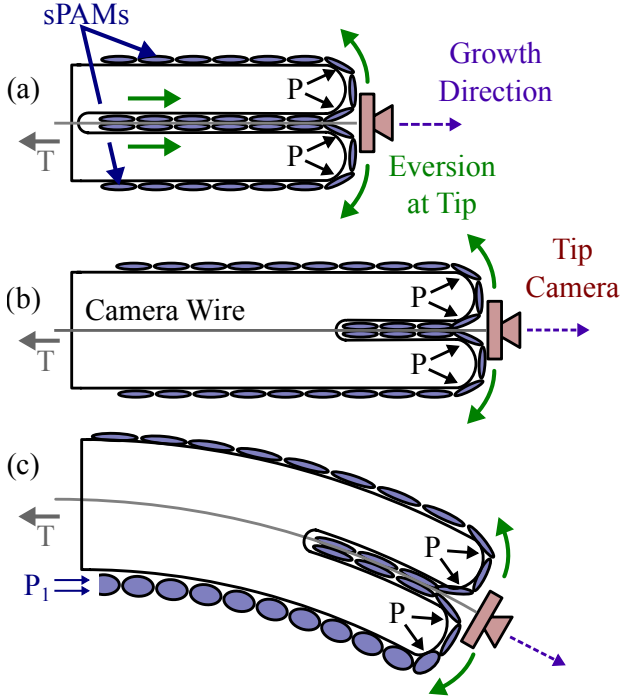 sPAMs
(a)
P
P
T
Growth
Direction
Eversion
at Tip
(b)
Camera Wire
P
P
T
Tip
Camera
(c)
T
P
P
P1